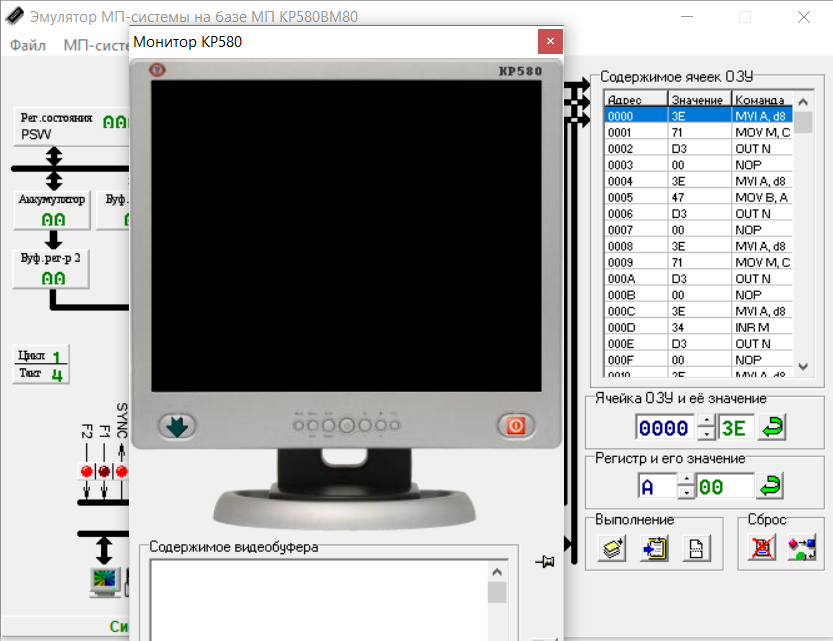 Эмулятор МП-системы на базе МП КР580ВМ80
Файл МП-систе
Монитор КР580
КР580
Рег.состояния
PSW
Аккумулятор
Буф.
Буф.рег-р 2
Цикл 1
Такт 4
F2
F1
SYNC
Содержимое видеобуфера
Си
Содержимое ячеек ОЗУ
Адрес Значение Команда
0000 3E MVI A, d8
0001 71 MOV M, C
0002 D3 OUT N
0003 00 NOP
0004 3E MVI A, d8
0005 47 MOV B, A
0006 D3 OUT N
0007 00 NOP
0008 3E MVI A, d8
0009 71 MOV M, C
000A D3 OUT N
000B 00 NOP
000C 3E MVI A, d8
000D 34 INR M
000E D3 OUT N
000F 00 NOP
0010 3E MVI A, d8
Ячейка ОЗУ и её значение
0000 3E
Регистр и его значение
A 00
Выполнение
Сброс